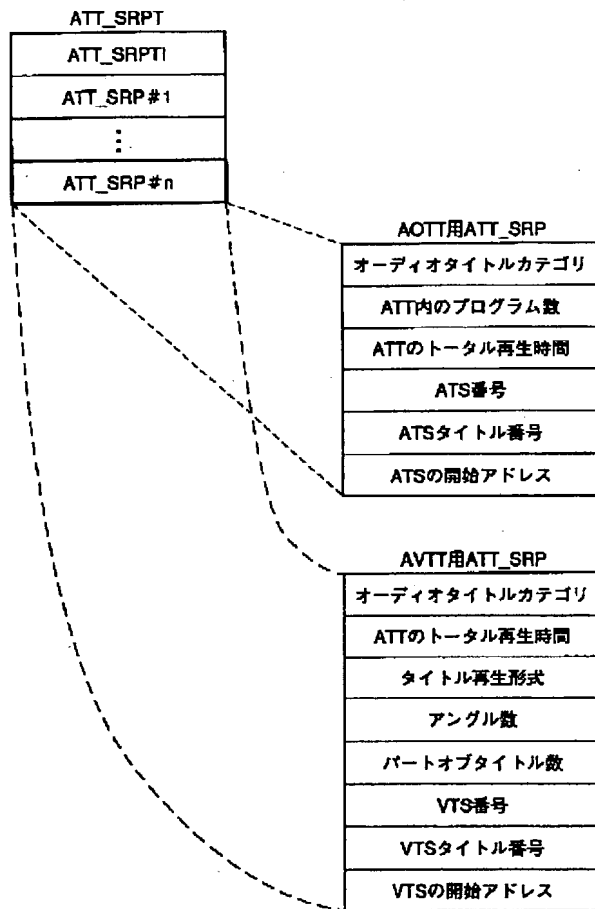 ATT_SRPT
ATT_SRPTI
ATT_SRP#1
⋮
ATT_SRP#n
AOTT用ATT_SRP
オーディオタイトルカテゴリ
ATT内のプログラム数
ATTのトータル再生時間
ATS番号
ATSタイトル番号
ATSの開始アドレス
AVTT用ATT_SRP
オーディオタイトルカテゴリ
ATTのトータル再生時間
タイトル再生形式
アングル数
パートオブタイトル数
VTS番号
VTSタイトル番号
VTSの開始アドレス